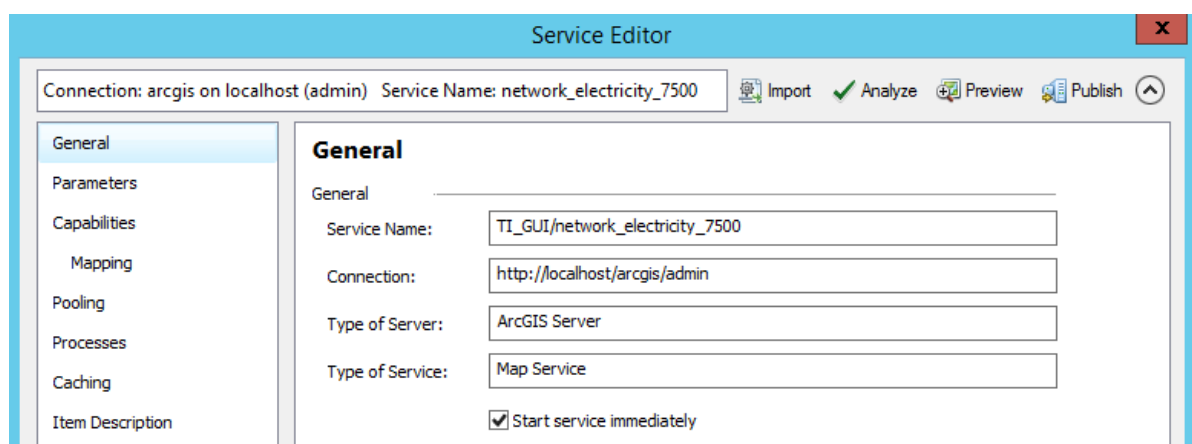 Service Editor
x
Connection: arcgis on localhost (admin) Service Name: network_electricity_7500 Import Analyze Preview Publish
General
Parameters
Capabilities
Mapping
Pooling
Processes
Caching
Item Description
General
General
Service Name: TI_GUI/network_electricity_7500
Connection: http://localhost/arcgis/admin
Type of Server: ArcGIS Server
Type of Service: Map Service
Start service immediately